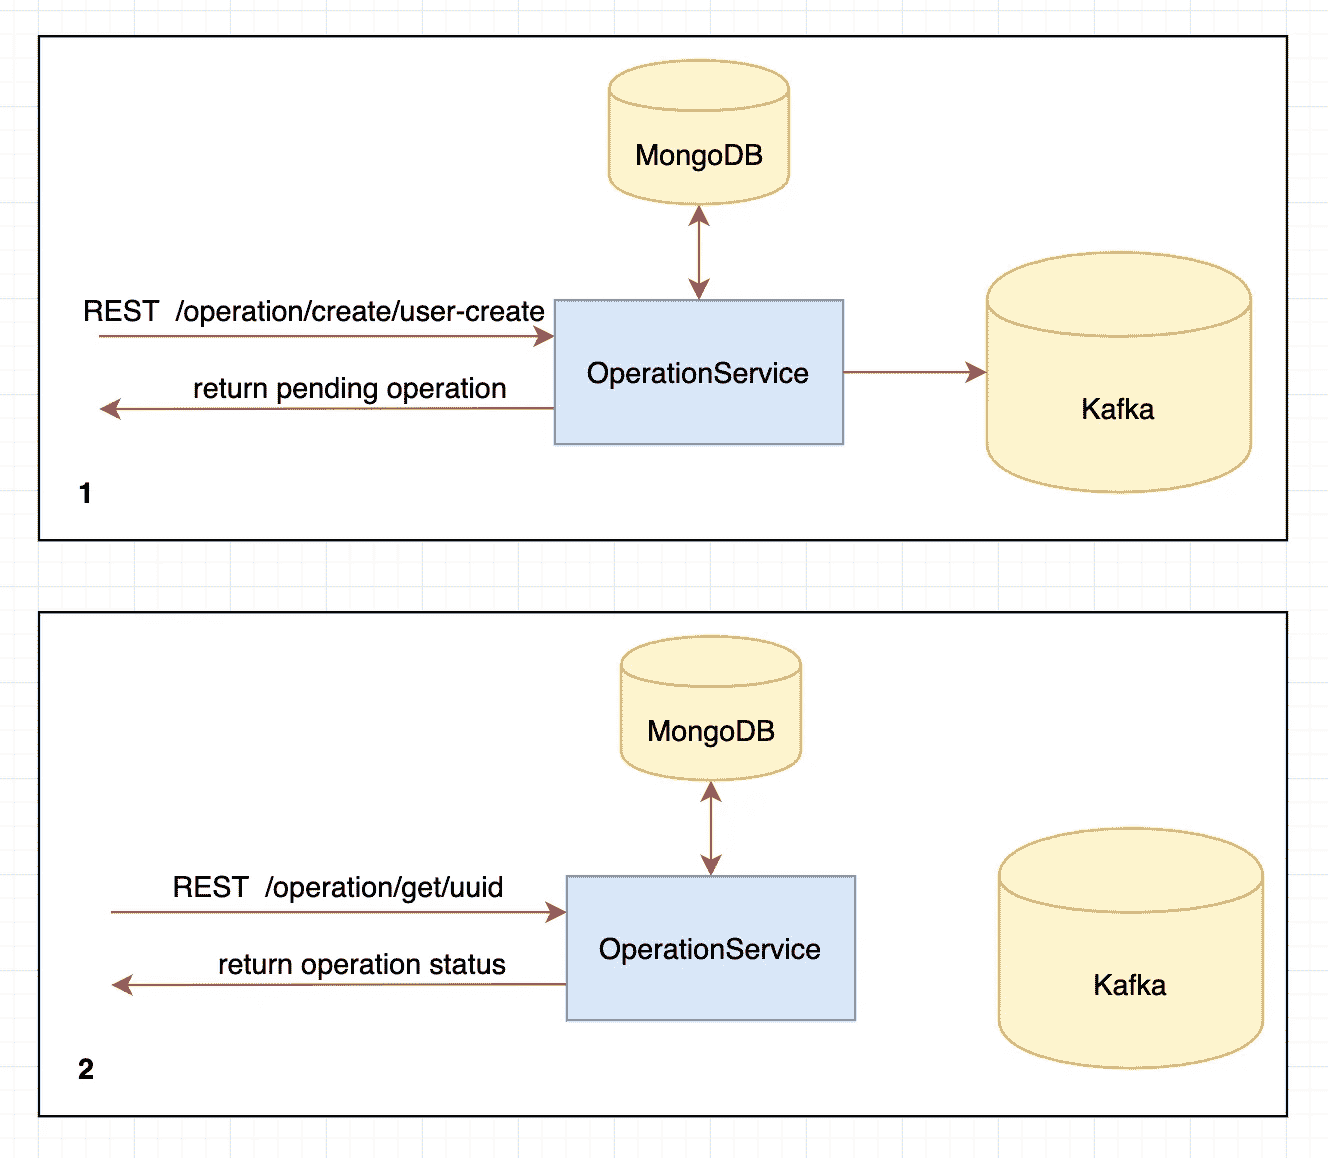 MongoDB
REST /operation/create/user-create
return pending operation
OperationService
Kafka
1
MongoDB
REST /operation/get/uuid
return operation status
OperationService
Kafka
2